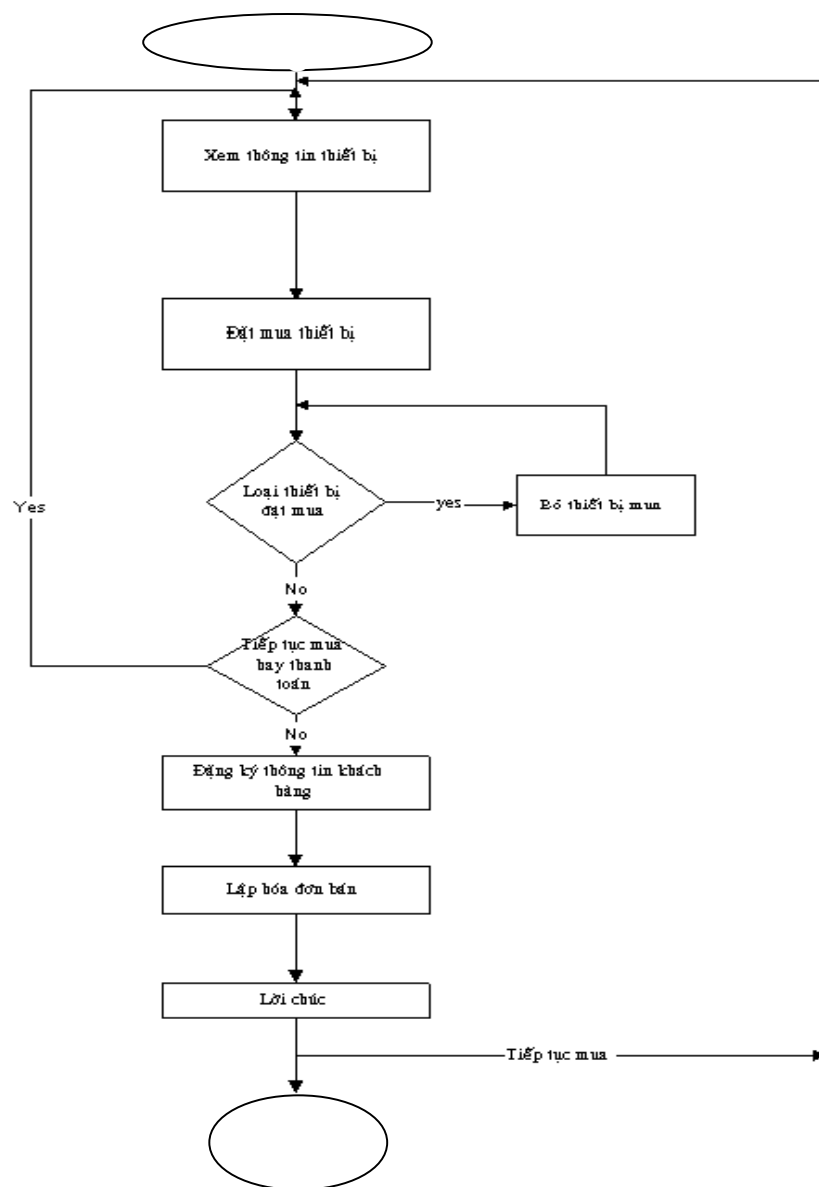 Xem thông tin thiết bị
Đặt mua thiết bị
Loại thiết bị
đặt mua
yes
Bỏ thiết bị mua
Yes
No
Tiếp tục mua
hay thanh
toán
No
Đăng ký thông tin khách
hàng
Lập hóa đơn bán
Lời chúc
Tiếp tục mua